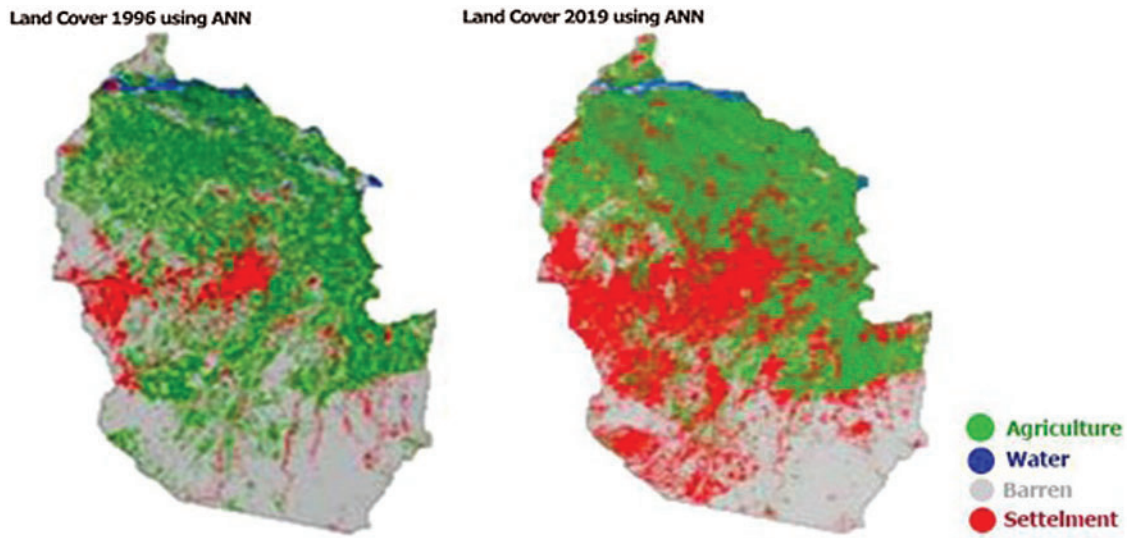 Land Cover 1996 using ANN
Land Cover 2019 using ANN
Agriculture
Water
Barren
Settelment